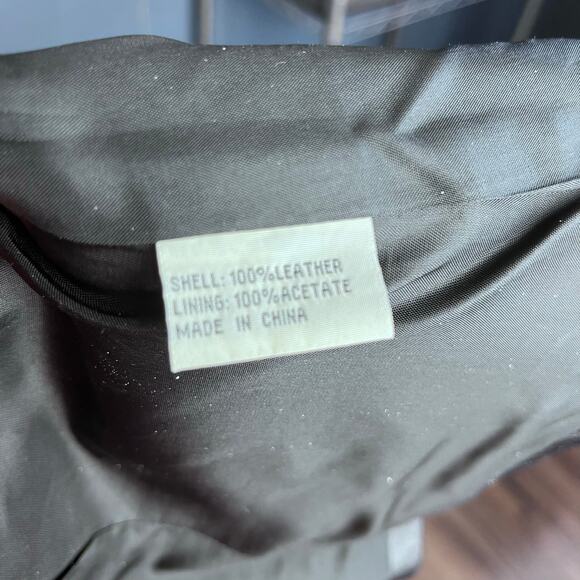 SHELL: 100%LEATHER
LINING: 100%ACETATE
MADE IN CHINA